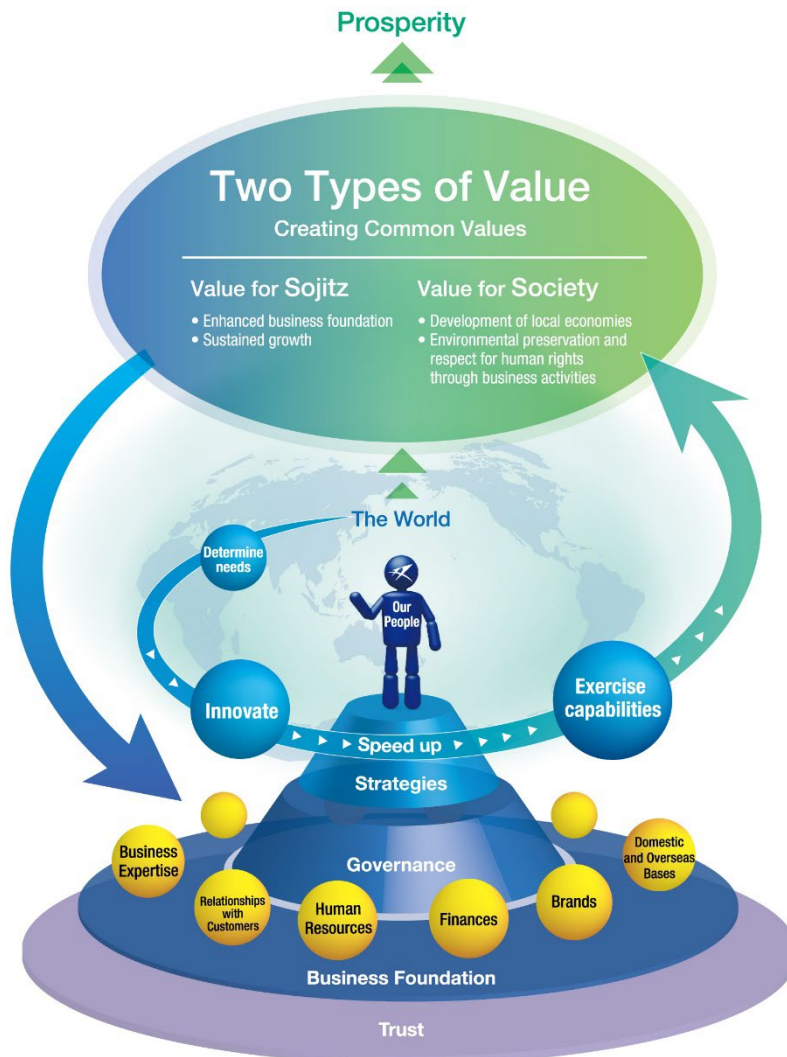 Prosperity
Two Types of Value
Creating Common Values
Value for Sojitz
• Enhanced business foundation
• Sustained growth
Value for Society
• Development of local economies
• Environmental preservation and
respect for human rights
through business activities
The World
Determine
needs
Our
People
Innovate
Speed up
Exercise
capabilities
Strategies
Governance
Business
Expertise
Relationships
with
Customers
Human
Resources
Finances
Brands
Domestic
and Overseas
Bases
Business Foundation
Trust